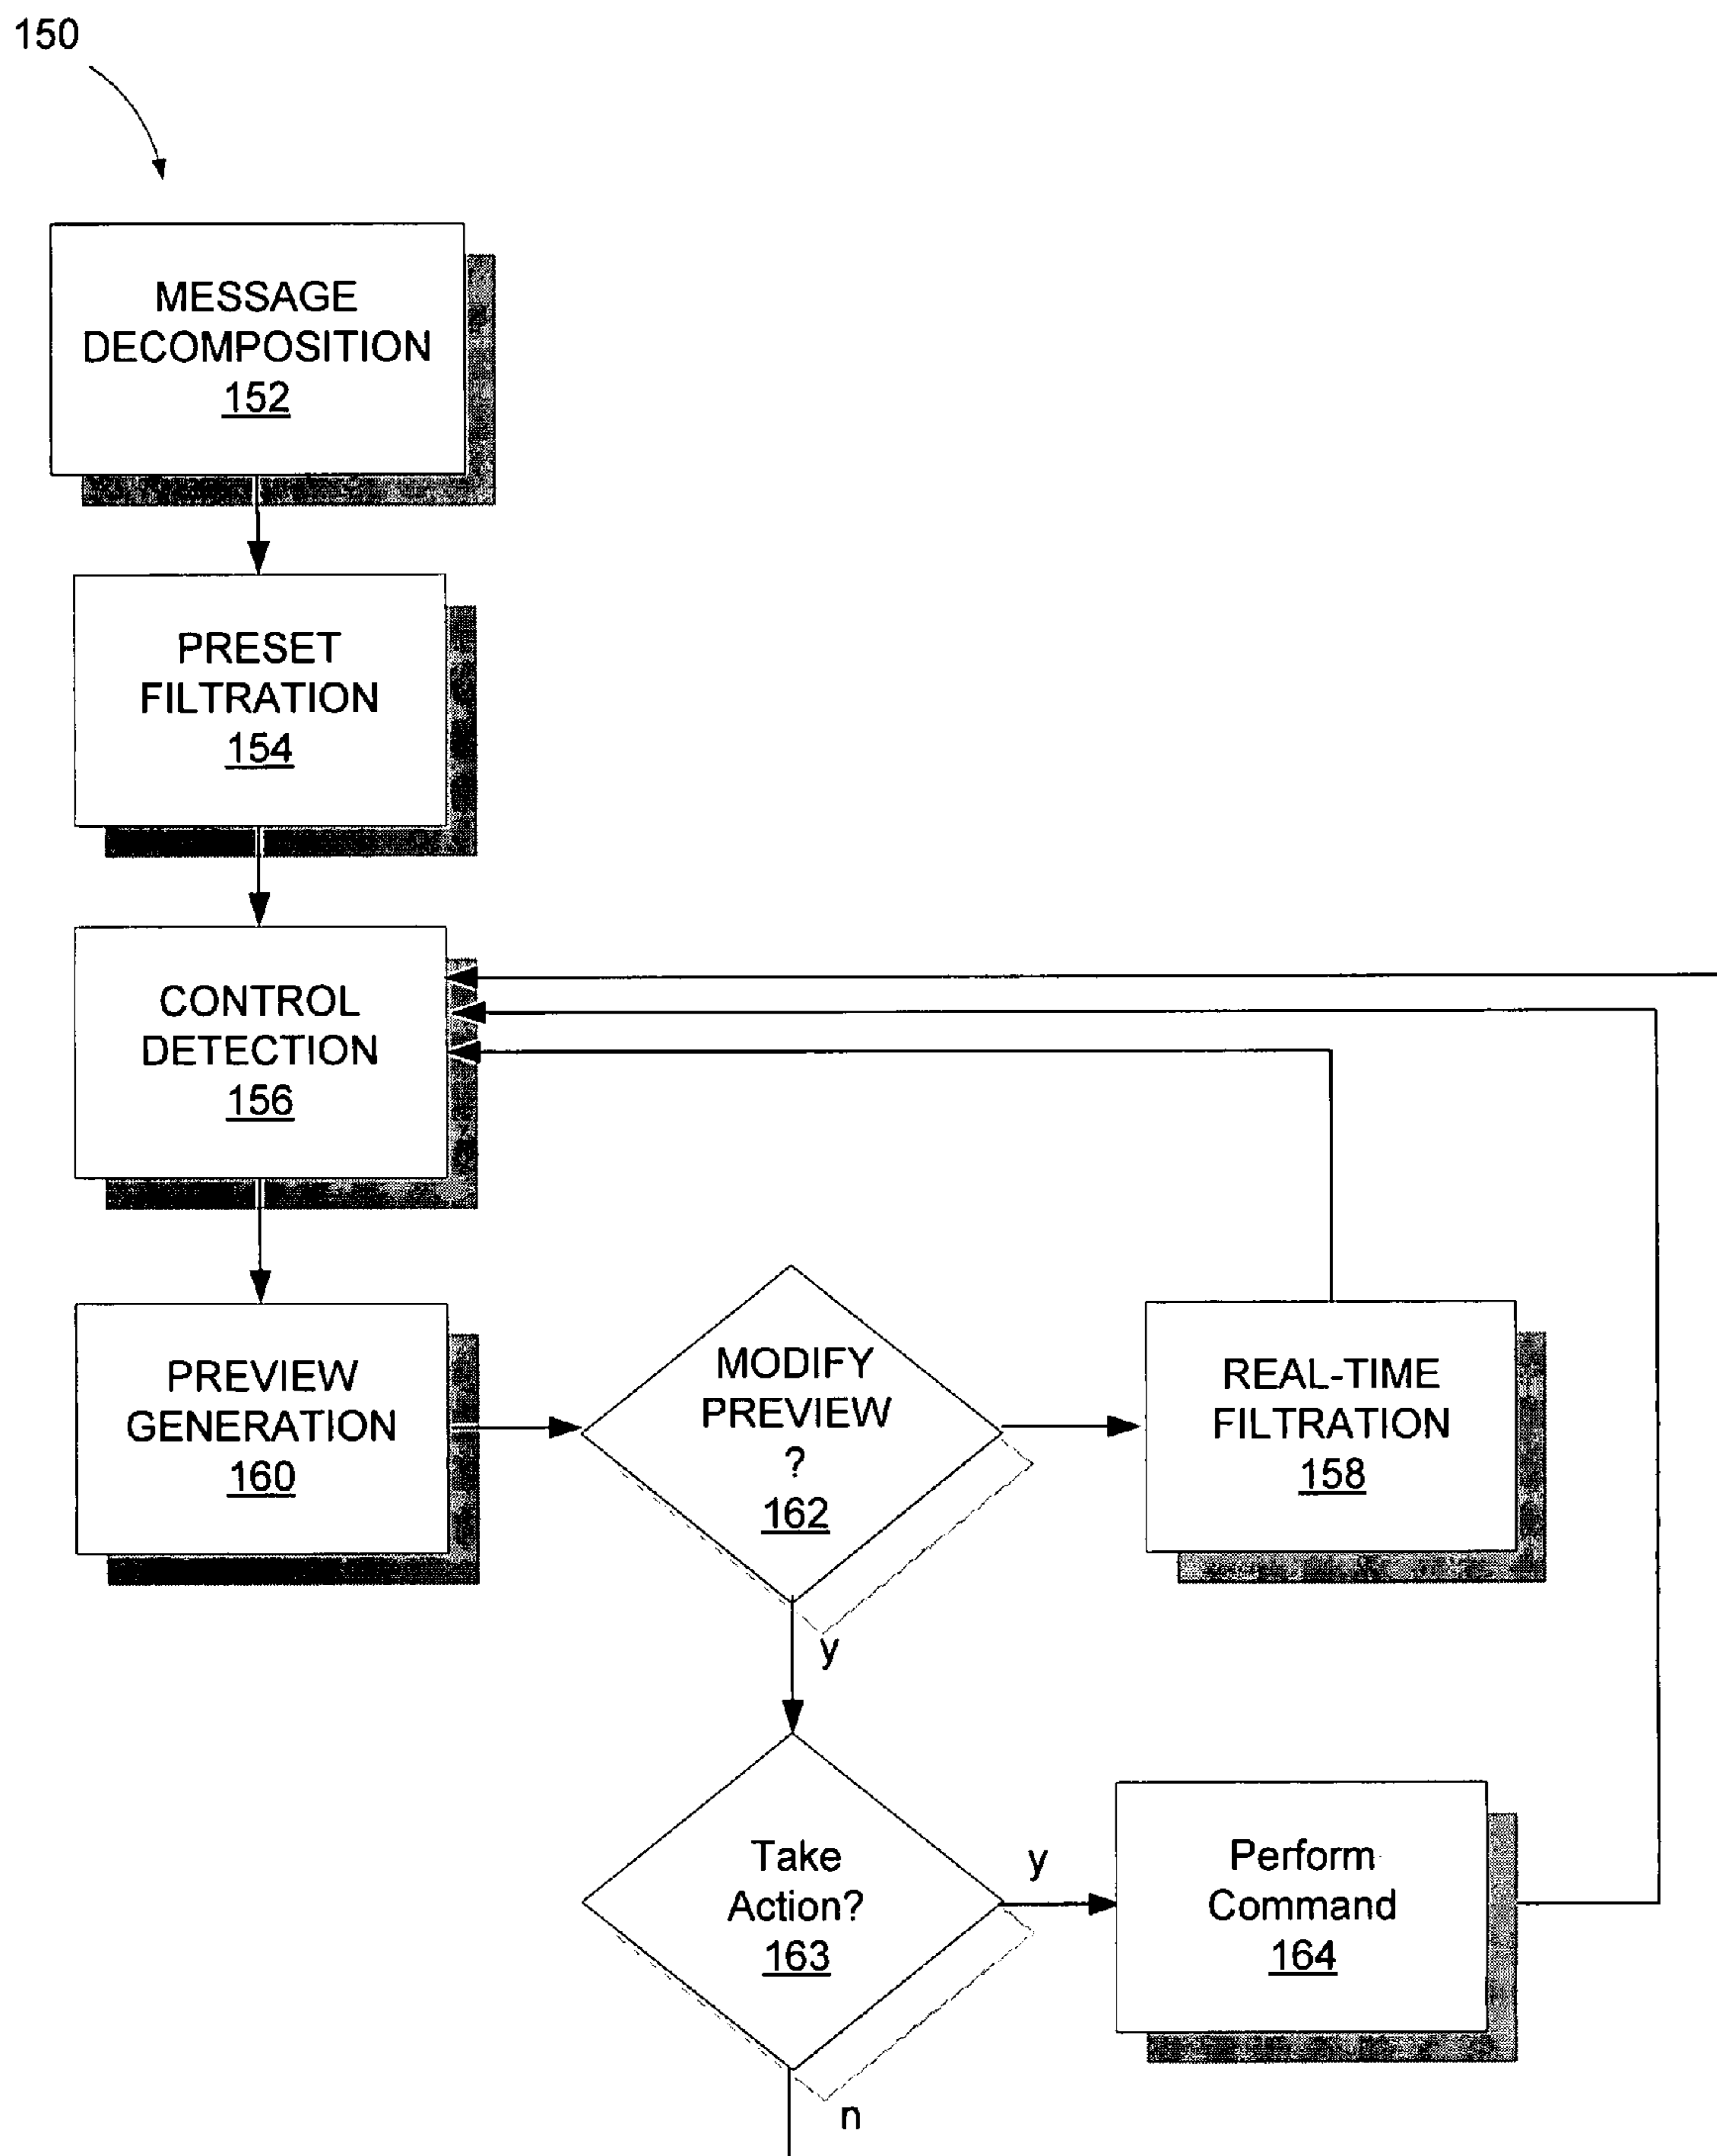 150
MESSAGE
DECOMPOSITION
152
PRESET
FILTRATION
154
CONTROL
DETECTION
156
PREVIEW
GENERATION
160
MODIFY
PREVIEW
?
162
REAL-TIME
FILTRATION
158
y
Take
Action?
163
y
Perform
Command
164
n